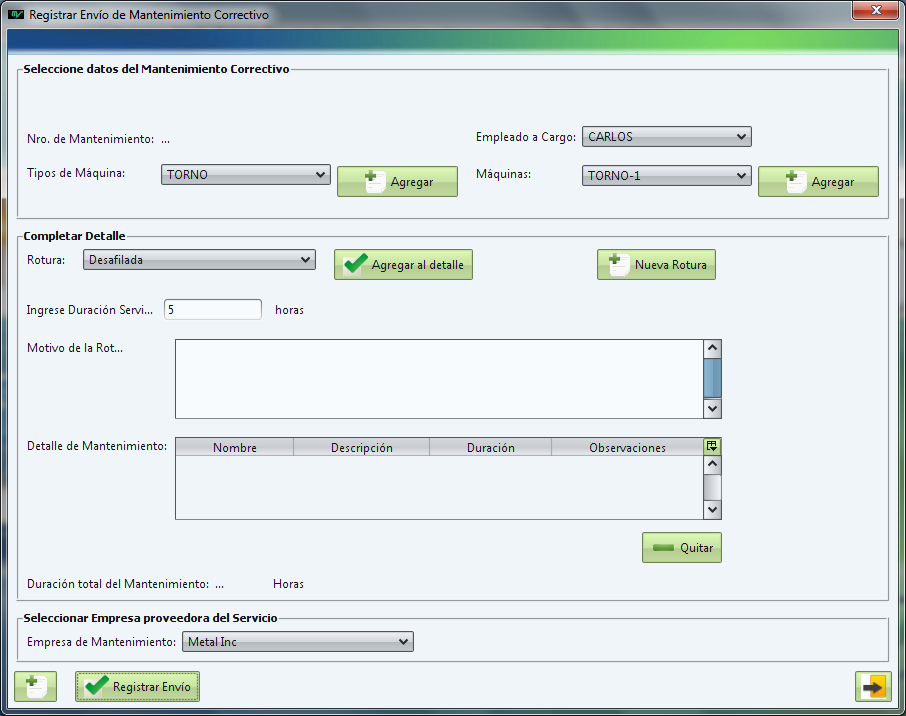 Registrar Envío de Mantenimiento Correctivo
Seleccione datos del Mantenimiento Correctivo
Nro. de Mantenimiento: ...
Empleado a Cargo: CARLOS
Tipos de Máquina: TORNO Agregar
Máquinas: TORNO-1 Agregar
Completar Detalle
Rotura: Desafilada Agregar al detalle Nueva Rotura
Ingrese Duración Servi... 5 horas
Motivo de la Rot...
Detalle de Mantenimiento: Nombre Descripción Duración Observaciones
Quitar
Duración total del Mantenimiento: ... Horas
Seleccionar Empresa proveedora del Servicio
Empresa de Mantenimiento: Metal Inc
Registrar Envío